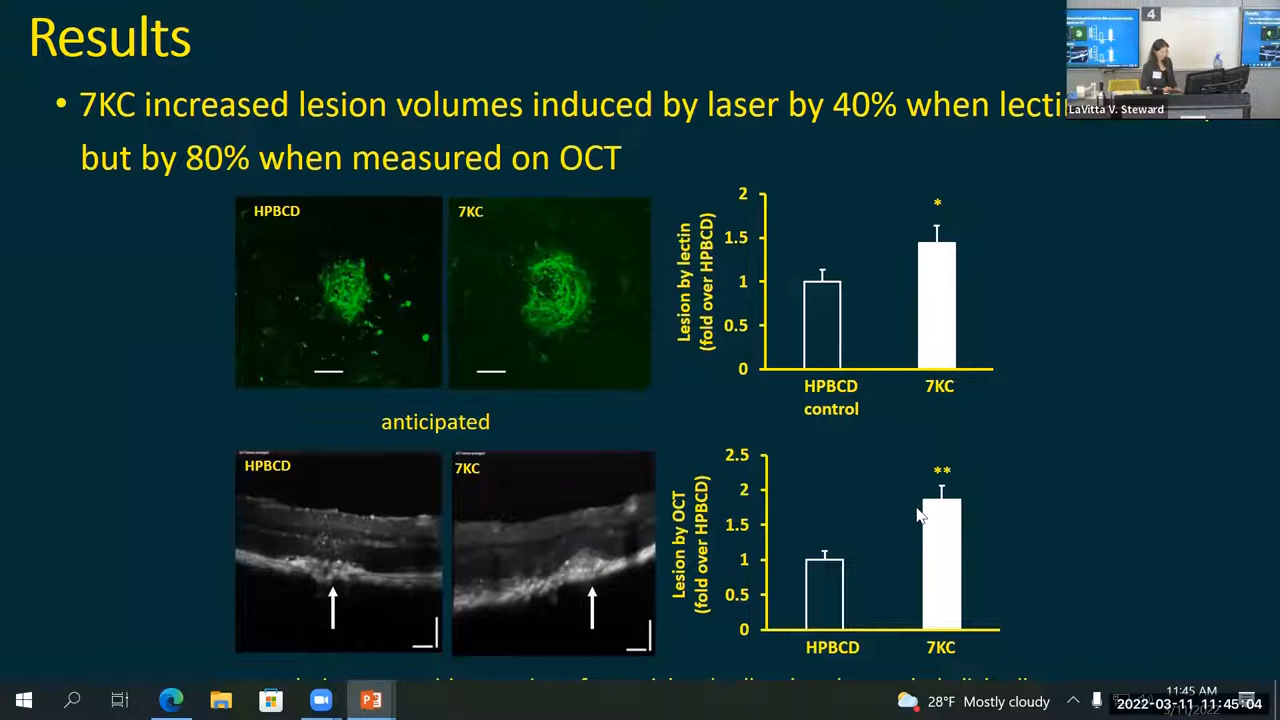 Results
4
• 7KC increased lesion volumes induced by laser by 40% when
LaVitta V. Steward
but by 80% when measured on OCT
HPBCD
7KC
Lesion by lectin
(fold over HPBCD)
2
1.5
1
0.5
0
*
HPBCD
control
7KC
anticipated
HPBCD
7KC
Lesion by OCT
(fold over HPBCD)
2.5
2
1.5
1
0.5
0
**
HPBCD
7KC
28°F Mostly cloudy
11:45 AM
2022-03-11 11:45:04